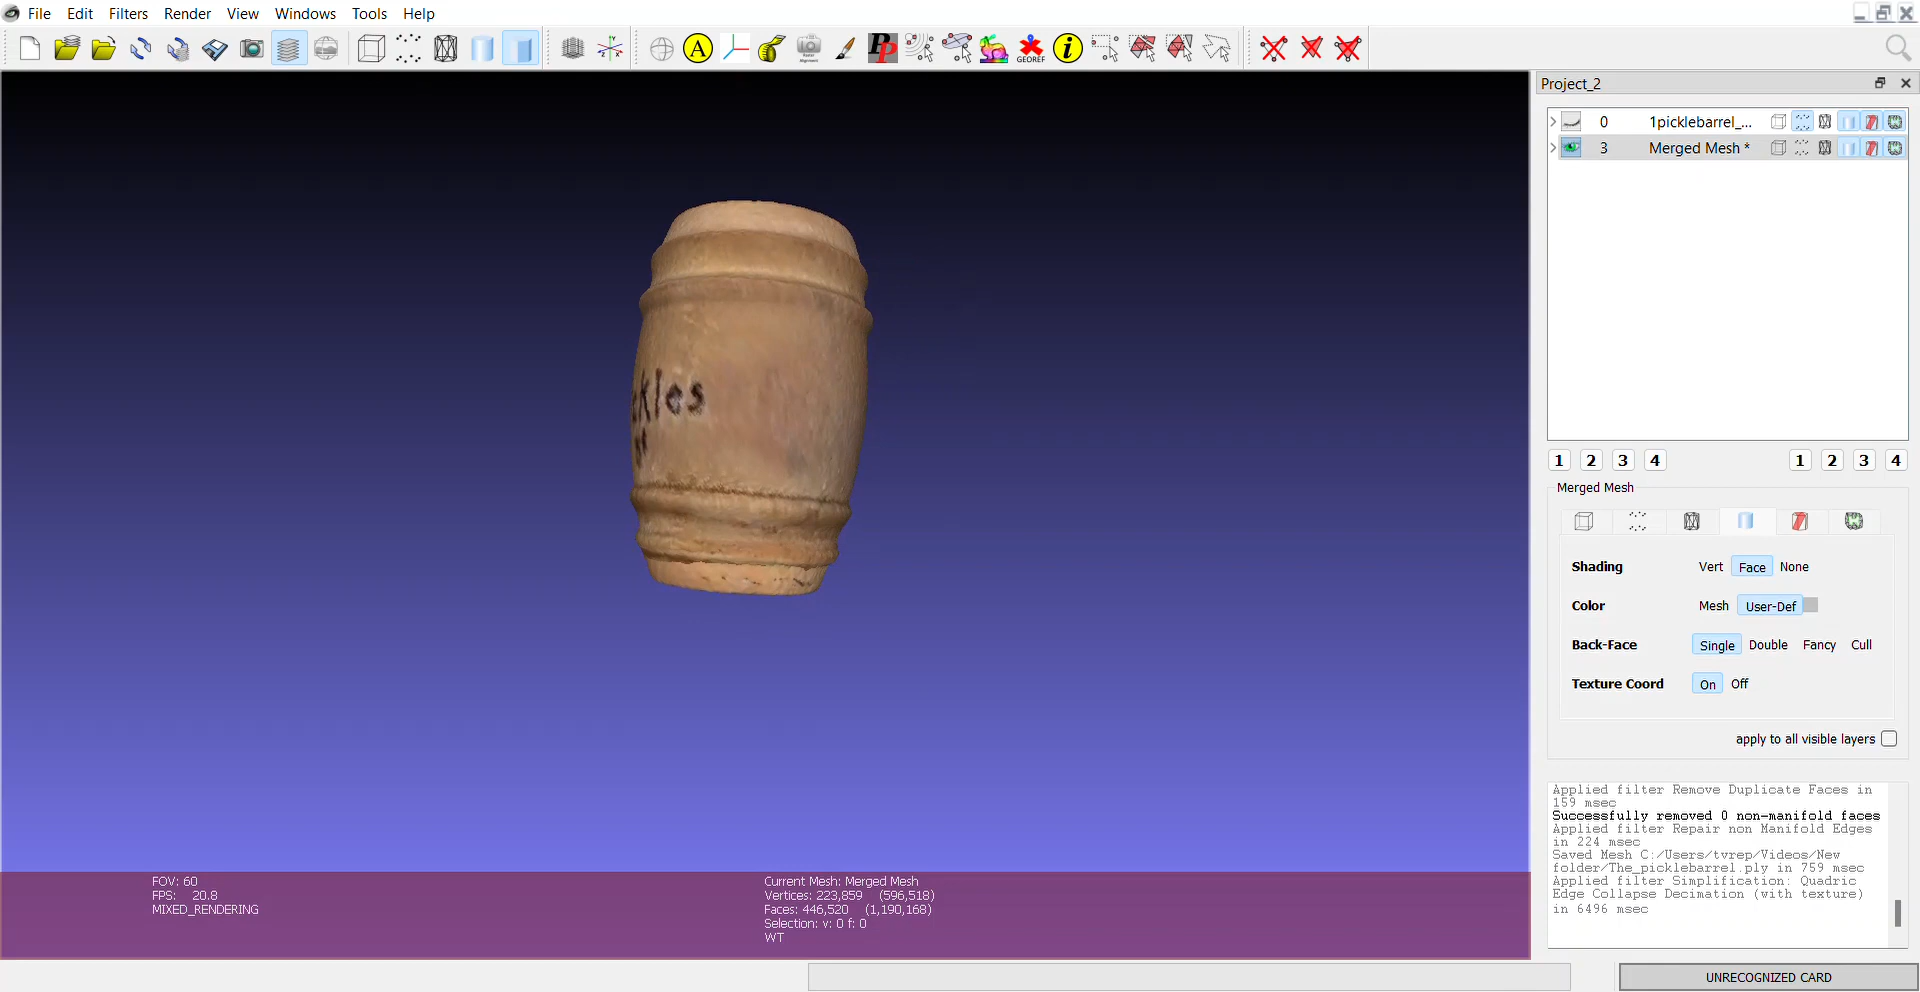 File Edit Filters Render View Windows Tools Help
A
PP
GEOREF
i
Project_2
0 1picklebarrel_...
3 Merged Mesh *
1 2 3 4 1 2 3 4
Merged Mesh
Shading Vert Face None
Color Mesh User-Def
Back-Face Single Double Fancy Cull
Texture Coord On Off
apply to all visible layers
Applied filter Remove Duplicate Faces in
159 msec
Successfully removed 0 non-manifold faces
Applied filter Repair non Manifold Edges
in 224 msec
Saved Mesh C:/Users/tvrep/Videos/New
folder/The_picklebarrel.ply in 759 msec
Applied filter Simplification: Quadric
Edge Collapse Decimation (with texture)
in 6496 msec
kles
FOV: 60
FPS: 20.8
MIXED_RENDERING
Current Mesh: Merged Mesh
Vertices: 223,859 (596,518)
Faces: 446,520 (1,190,168)
Selection: v: 0 f: 0
WT
UNRECOGNIZED CARD